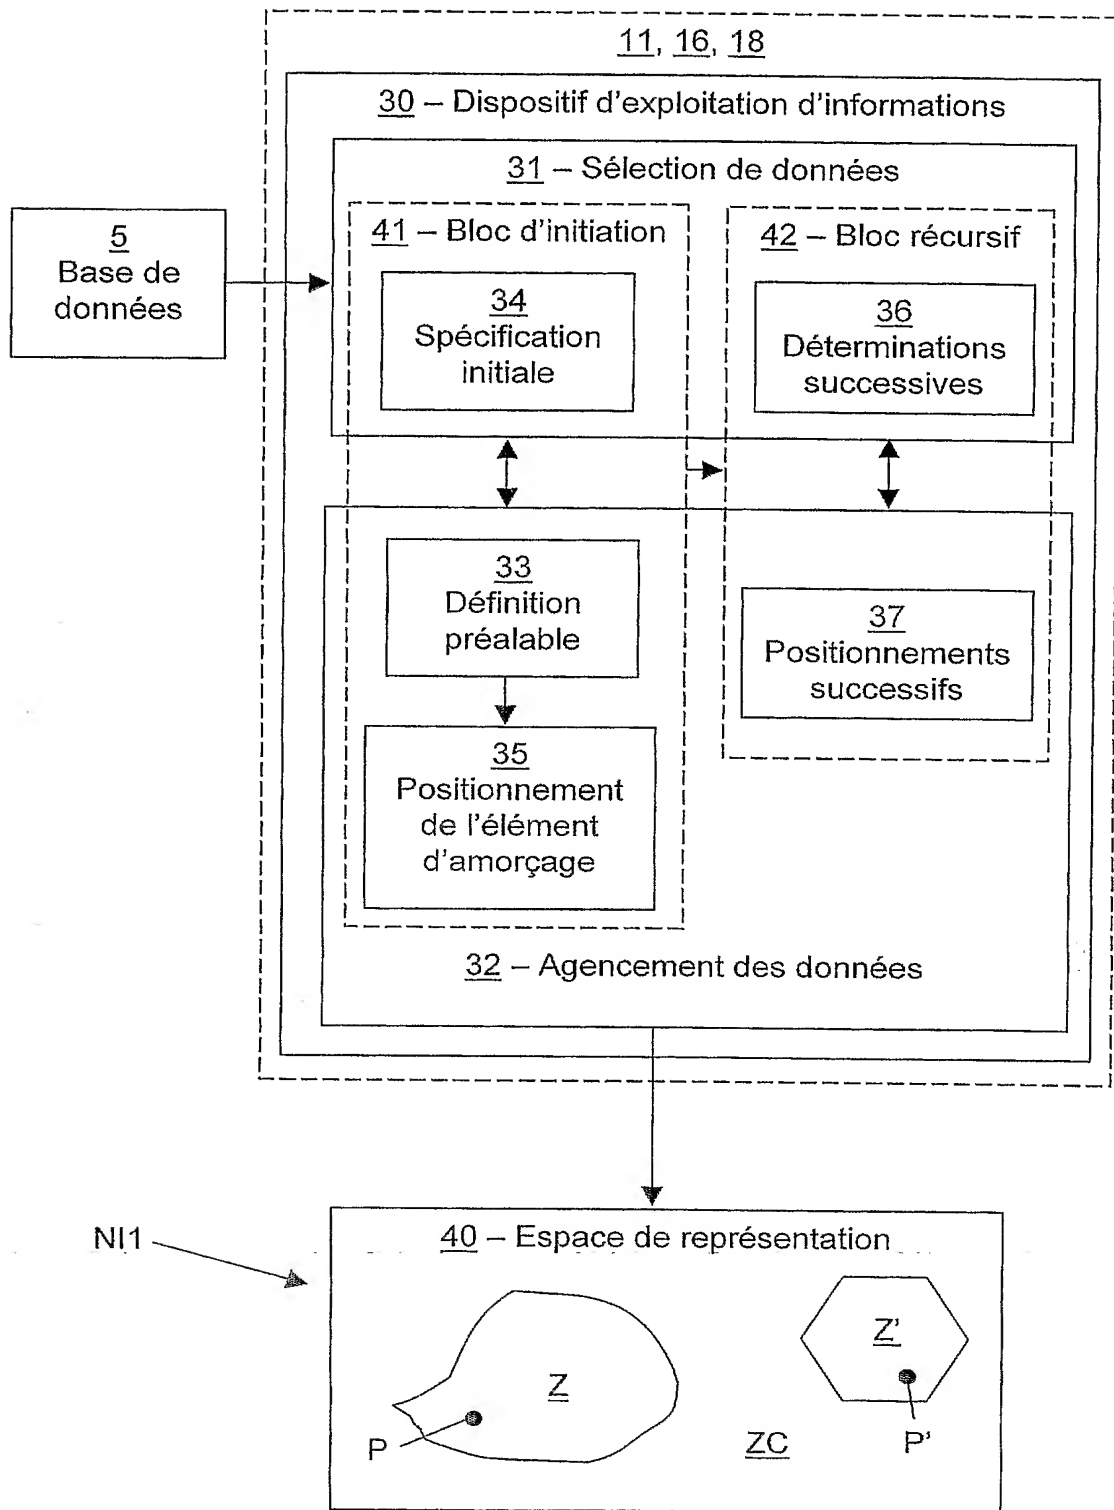 11, 16, 18
30 – Dispositif d'exploitation d'informations
31 – Sélection de données
5
Base de
données
41 – Bloc d'initiation
42 – Bloc récursif
34
Spécification
initiale
36
Déterminations
successives
33
Définition
préalable
37
Positionnements
successifs
35
Positionnement
de l'élément
d'amorçage
32 – Agencement des données
NI1
40 – Espace de représentation
Z
Z'
P
ZC
P'